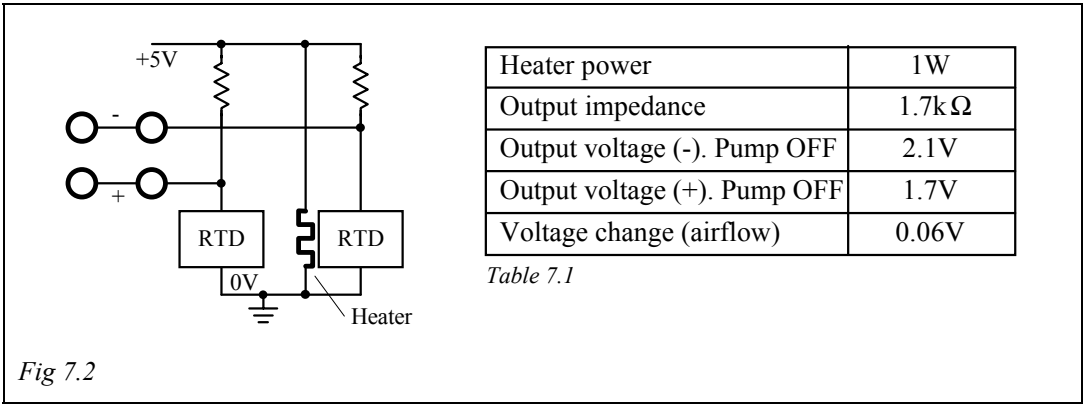 +5V
-
+
RTD
RTD
0V
Heater
Fig 7.2
Heater power 1W
Output impedance 1.7kΩ
Output voltage (-). Pump OFF 2.1V
Output voltage (+). Pump OFF 1.7V
Voltage change (airflow) 0.06V
Table 7.1